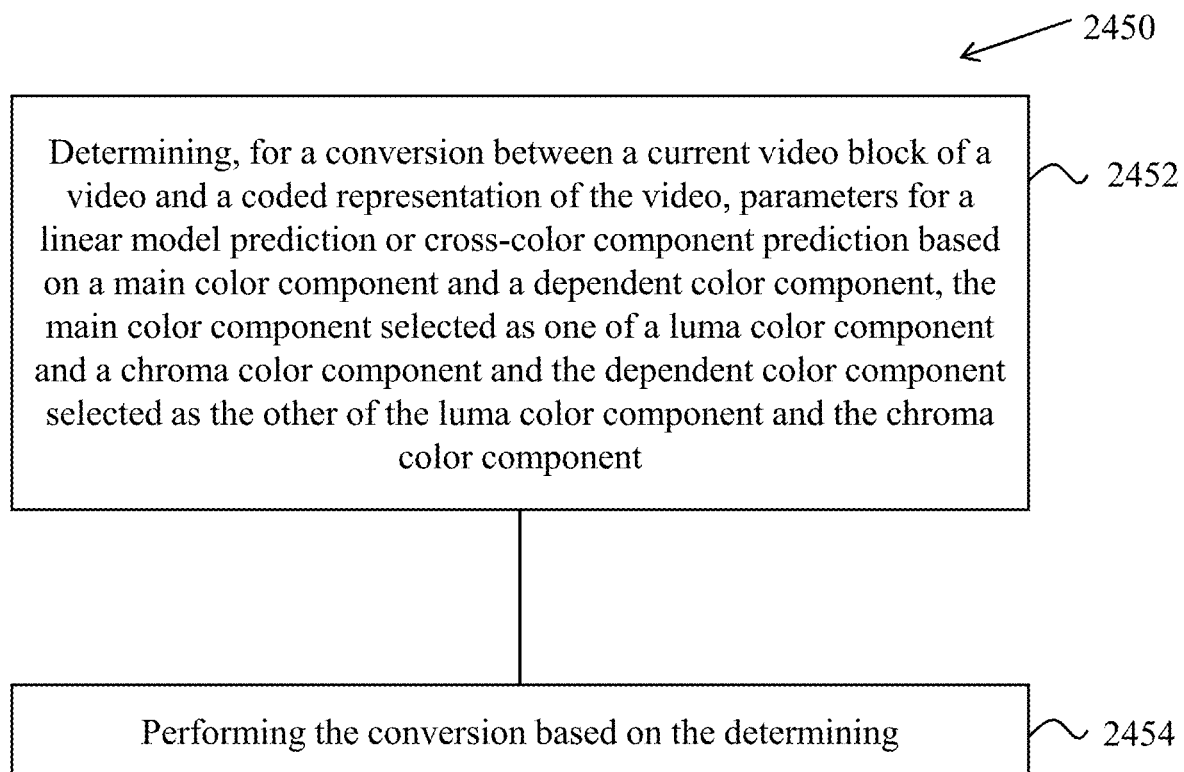 2450
Determining, for a conversion between a current video block of a
video and a coded representation of the video, parameters for a
linear model prediction or cross-color component prediction based
on a main color component and a dependent color component, the
main color component selected as one of a luma color component
and a chroma color component and the dependent color component
selected as the other of the luma color component and the chroma
color component
2452
Performing the conversion based on the determining
2454